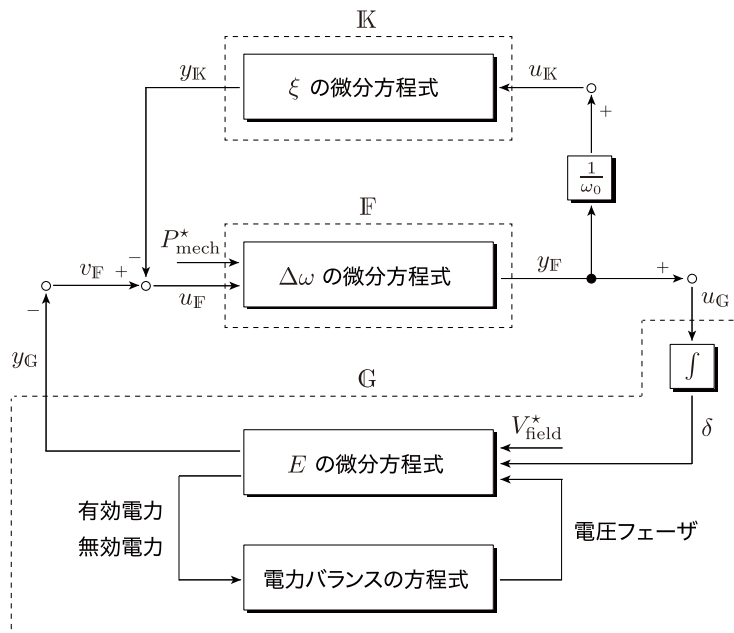 𝕂
y_𝕂
ξ の微分方程式
u_𝕂
+
1/ω_0
𝔽
P^⋆_mech
−
v_𝔽
+
u_𝔽
Δω の微分方程式
y_𝔽
+
u_𝔾
−
y_𝔾
𝔾
∫
δ
V^⋆_field
E の微分方程式
有効電力
無効電力
電圧フェーザ
電力バランスの方程式